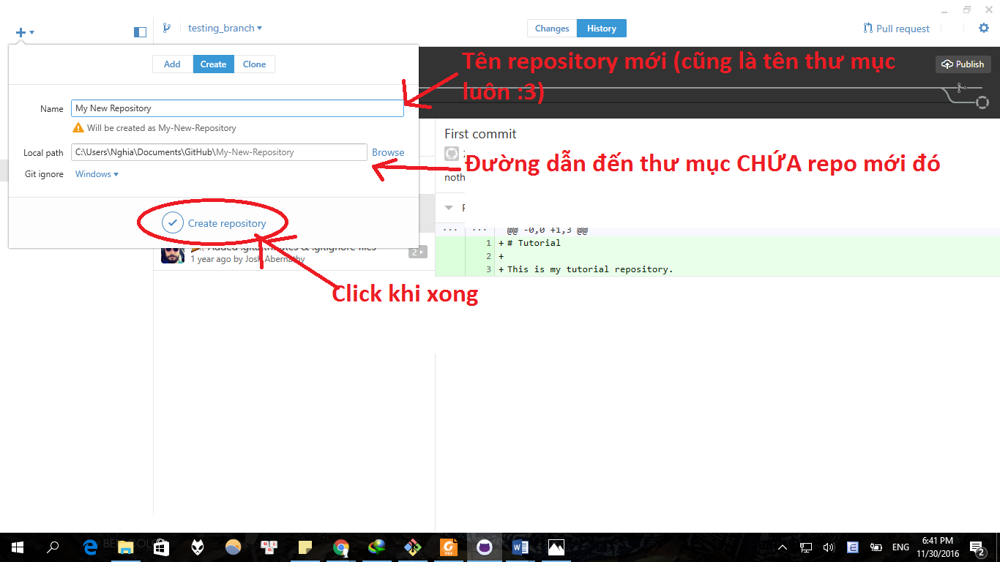 testing_branch
Changes
History
Pull request
Add
Create
Clone
Tên repository mới (cũng là tên thư mục
luôn :3)
Publish
Name
My New Repository
Will be created as My-New-Repository
First commit
Local path
C:\Users\Nghia\Documents\GitHub\My-New-Repository
Browse
Đường dẫn đến thư mục CHỨA repo mới đó
Git ignore
Windows
noth
Create repository
@@ -0,0 +1,3 @@
1 + # Tutorial
2 +
3 + This is my tutorial repository.
Added .gitattributes & .gitignore files
1 year ago by Josh Abernathy
2
Click khi xong
ENG
6:41 PM
11/30/2016
2